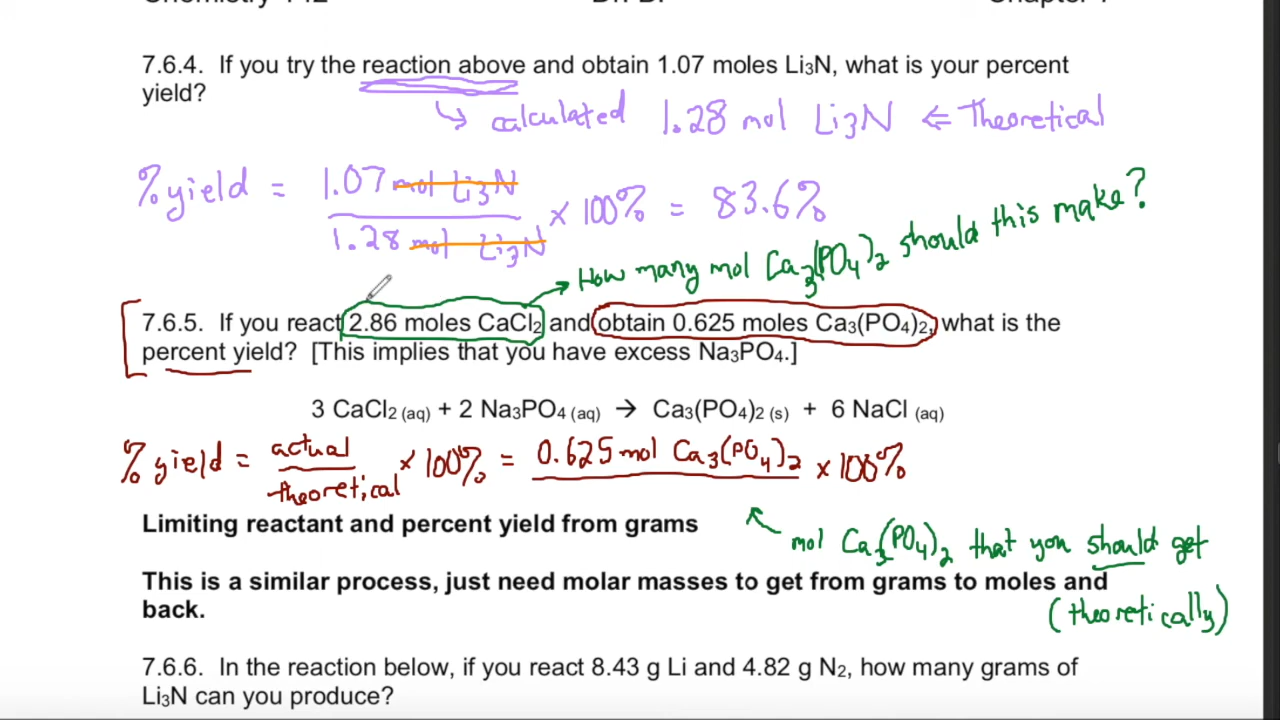 7.6.4. If you try the reaction above and obtain 1.07 moles Li3N, what is your percent
yield?
↳ calculated 1.28 mol Li3N ⇐ Theoretical
% yield = 1.07 mol Li3N / 1.28 mol Li3N × 100% = 83.6%
→ How many mol Ca3(PO4)2 should this make?
7.6.5. If you react 2.86 moles CaCl2 and obtain 0.625 moles Ca3(PO4)2, what is the
percent yield? [This implies that you have excess Na3PO4.]
3 CaCl2 (aq) + 2 Na3PO4 (aq) → Ca3(PO4)2 (s) + 6 NaCl (aq)
% yield = actual / theoretical × 100% = 0.625 mol Ca3(PO4)2 × 100%
Limiting reactant and percent yield from grams
mol Ca3(PO4)2 that you should get
(theoretically)
This is a similar process, just need molar masses to get from grams to moles and
back.
7.6.6. In the reaction below, if you react 8.43 g Li and 4.82 g N2, how many grams of
Li3N can you produce?